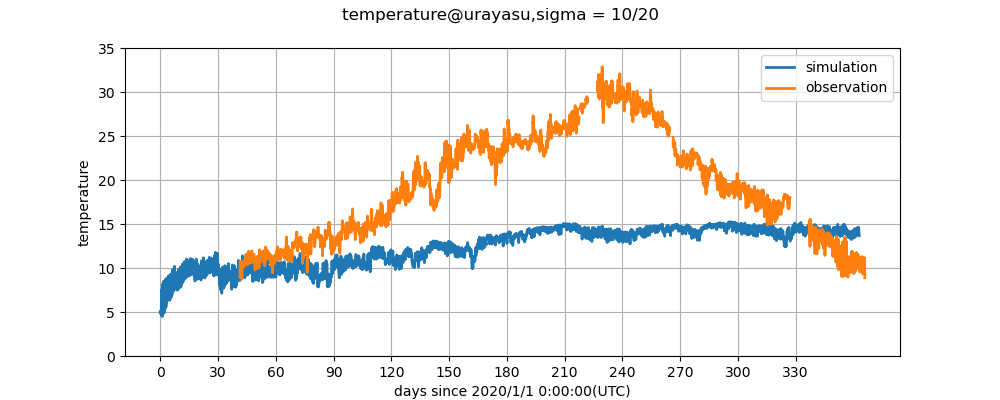 temperature@urayasu,sigma = 10/20
35
30
25
20
15
10
5
0
temperature
simulation
observation
0 30 60 90 120 150 180 210 240 270 300 330
days since 2020/1/1 0:00:00(UTC)